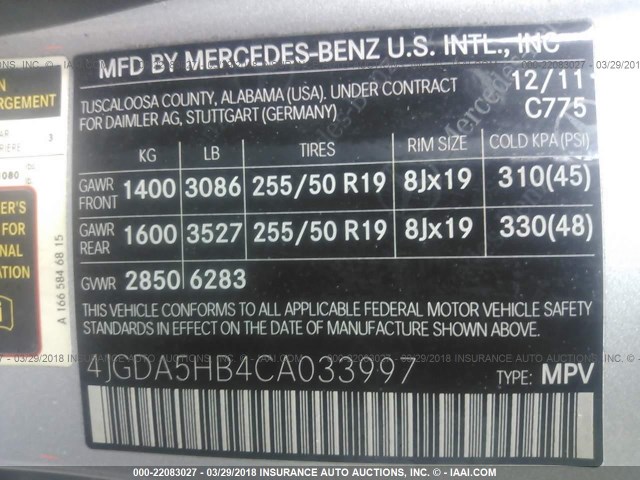 MFD BY MERCEDES-BENZ U.S. INTL., INC
TUSCALOOSA COUNTY, ALABAMA (USA). UNDER CONTRACT 12/11
FOR DAIMLER AG, STUTTGART (GERMANY) C775
KG LB TIRES RIM SIZE COLD KPA (PSI)
GAWR FRONT 1400 3086 255/50 R19 8Jx19 310(45)
GAWR REAR 1600 3527 255/50 R19 8Jx19 330(48)
GVWR 2850 6283
THIS VEHICLE CONFORMS TO ALL APPLICABLE FEDERAL MOTOR VEHICLE SAFETY
STANDARDS IN EFFECT ON THE DATE OF MANUFACTURE SHOWN ABOVE.
4JGDA5HB4CA033997 TYPE: MPV
A 166 584 68 15
000-22083027 - 03/29/2018 INSURANCE AUTO AUCTIONS, INC. (C) - IAAI.COM